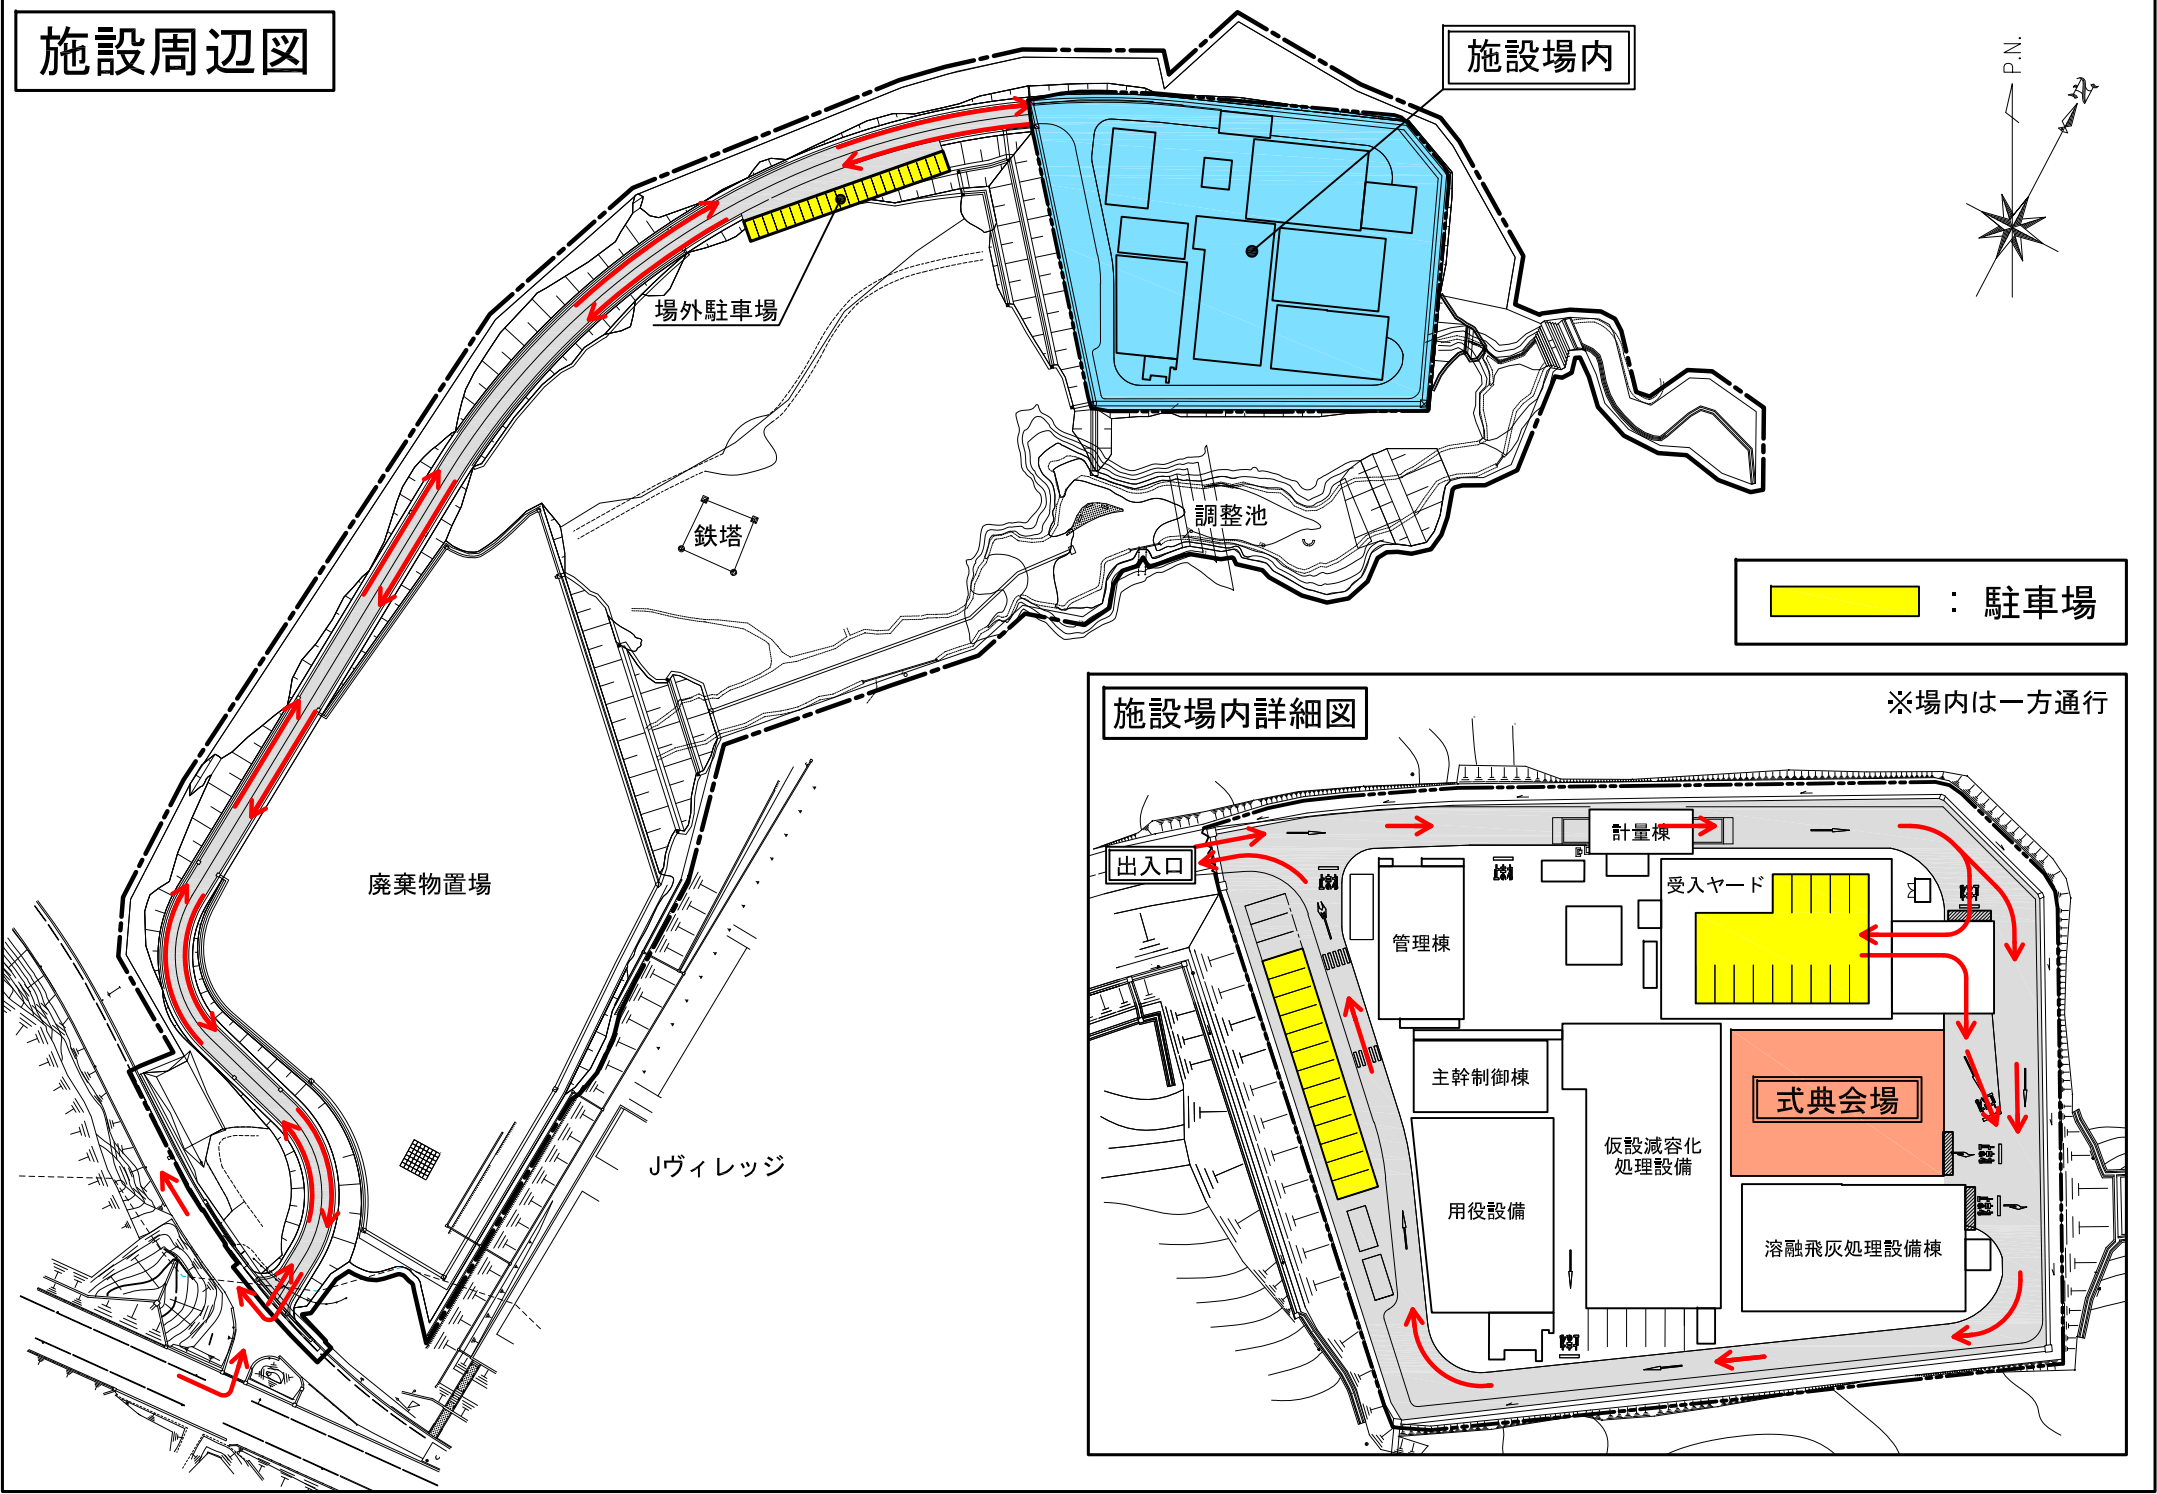 施設周辺図
施設場内
P.N.
N
場外駐車場
鉄塔
調整池
：駐車場
廃棄物置場
Jヴィレッジ
施設場内詳細図
※場内は一方通行
出入口
計量棟
受入ヤード
管理棟
主幹制御棟
式典会場
仮設減容化
処理設備
用役設備
溶融飛灰処理設備棟